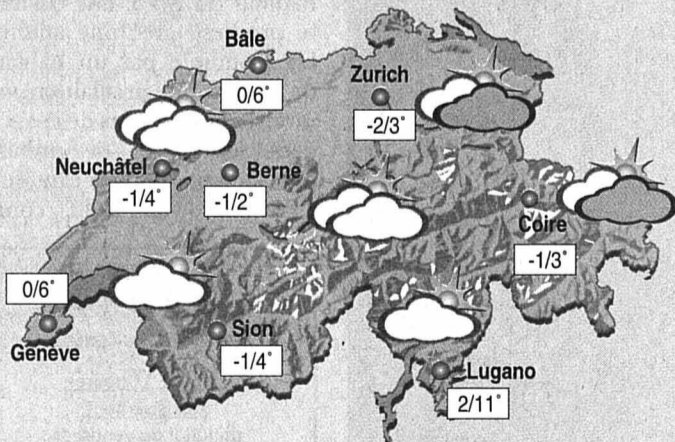 Bâle
0/6°
Zurich
-2/3°
Neuchâtel
-1/4°
Berne
-1/2°
Coire
-1/3°
0/6°
Genève
Sion
-1/4°
Lugano
2/11°